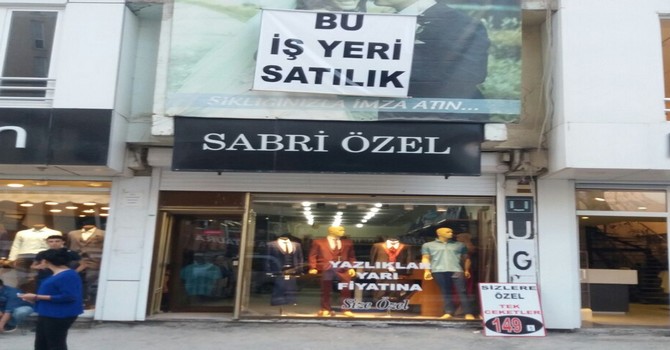 BU
İŞ YERİ
SATILIK
ŞIKLIĞINIZLA İMZA ATIN...
SABRİ ÖZEL
YAZLIKLAR
YARI
FİYATINA
Size Özel
SİZLERE
ÖZEL
TEK
CEKETLER
149